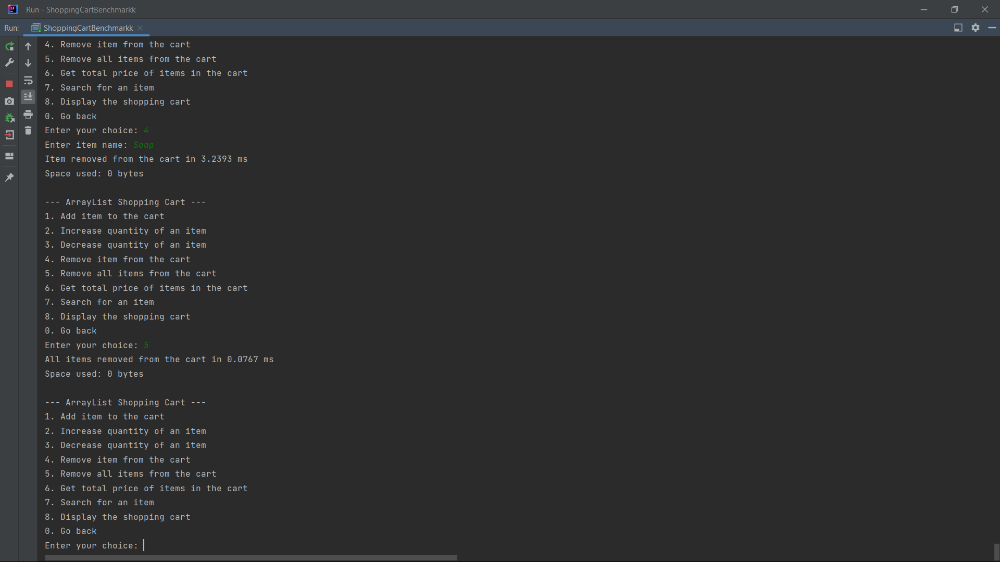 Run - ShoppingCartBenchmarkk
Run: ShoppingCartBenchmarkk
4. Remove item from the cart
5. Remove all items from the cart
6. Get total price of items in the cart
7. Search for an item
8. Display the shopping cart
0. Go back
Enter your choice: 4
Enter item name: Soap
Item removed from the cart in 3.2393 ms
Space used: 0 bytes
--- ArrayList Shopping Cart ---
1. Add item to the cart
2. Increase quantity of an item
3. Decrease quantity of an item
4. Remove item from the cart
5. Remove all items from the cart
6. Get total price of items in the cart
7. Search for an item
8. Display the shopping cart
0. Go back
Enter your choice: 5
All items removed from the cart in 0.0767 ms
Space used: 0 bytes
--- ArrayList Shopping Cart ---
1. Add item to the cart
2. Increase quantity of an item
3. Decrease quantity of an item
4. Remove item from the cart
5. Remove all items from the cart
6. Get total price of items in the cart
7. Search for an item
8. Display the shopping cart
0. Go back
Enter your choice: